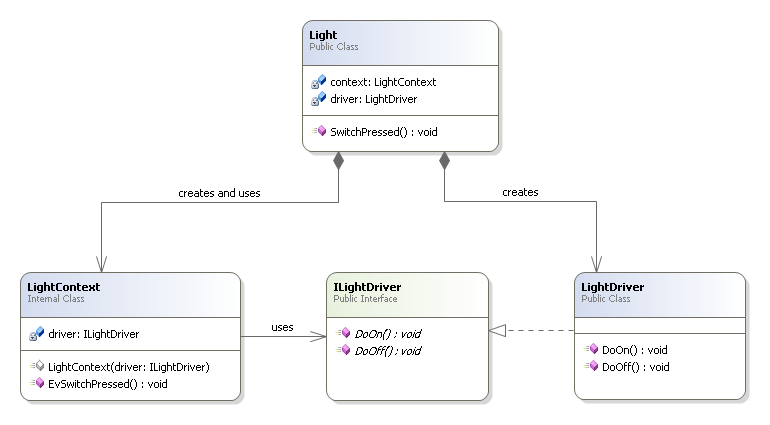 Light
Public Class
context: LightContext
driver: LightDriver
SwitchPressed() : void
creates and uses
creates
LightContext
Internal Class
driver: ILightDriver
LightContext(driver: ILightDriver)
EvSwitchPressed() : void
uses
ILightDriver
Public Interface
DoOn() : void
DoOff() : void
LightDriver
Public Class
DoOn() : void
DoOff() : void